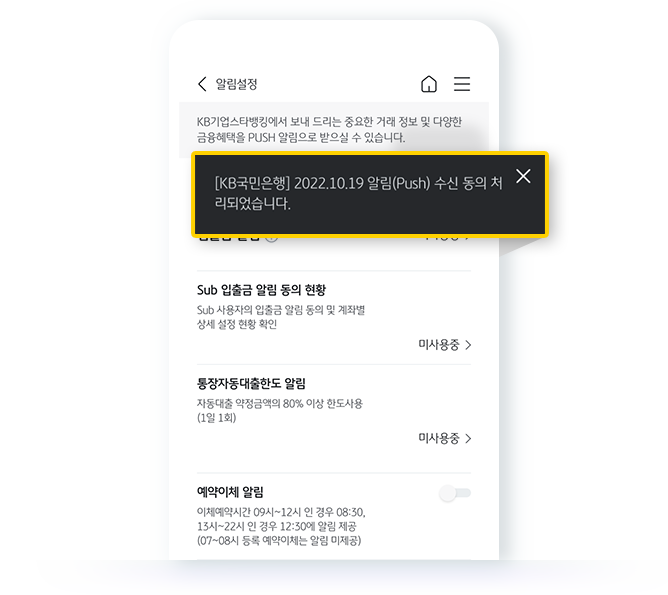 알림설정
KB기업스타뱅킹에서 보내 드리는 중요한 거래 정보 및 다양한
금융혜택을 PUSH 알림으로 받으실 수 있습니다.
[KB국민은행] 2022.10.19 알림(Push) 수신 동의 처
리되었습니다.
Sub 입출금 알림 동의 현황
Sub 사용자의 입출금 알림 동의 및 계좌별
상세 설정 현황 확인
미사용중
통장자동대출한도 알림
자동대출 약정금액의 80% 이상 한도사용
(1일 1회)
미사용중
예약이체 알림
이체예약시간 09시~12시 인 경우 08:30,
13시~22시 인 경우 12:30에 알림 제공
(07~08시 등록 예약이체는 알림 미제공)